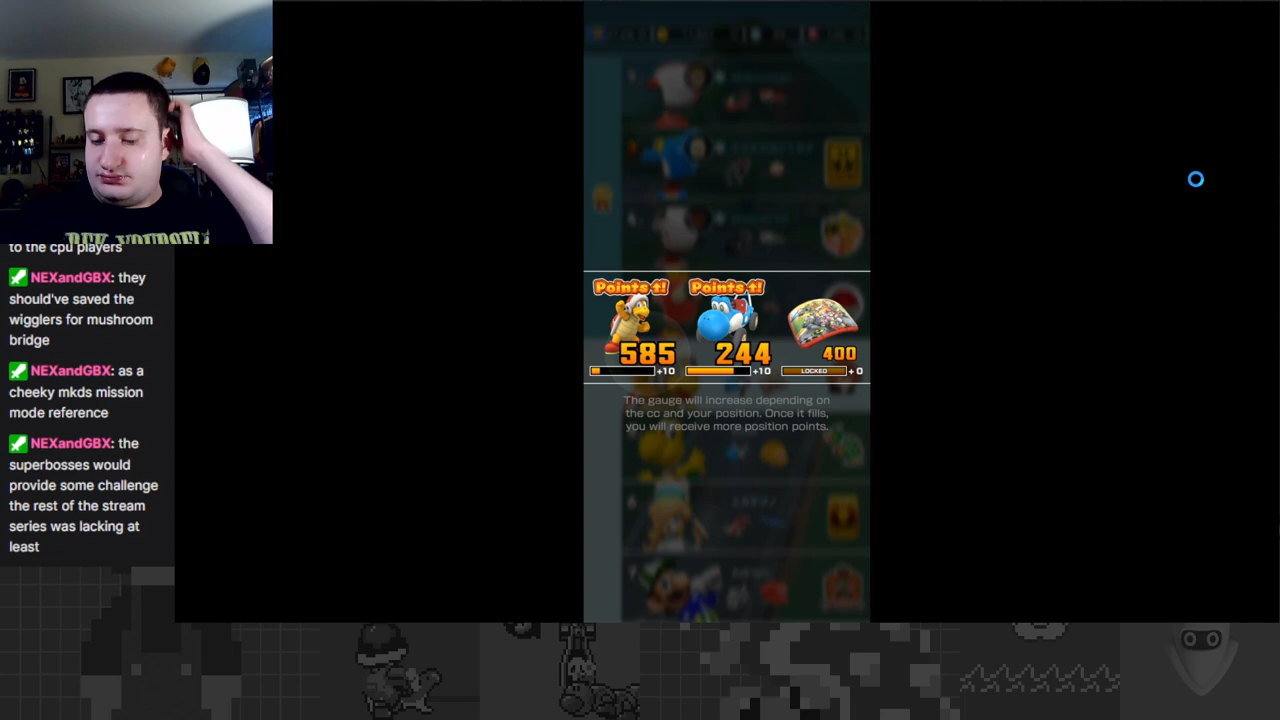 to the cpu players
NEXandGBX: they
should've saved the
wigglers for mushroom
bridge
NEXandGBX: as a
cheeky mkds mission
mode reference
NEXandGBX: the
superbosses would
provide some challenge
the rest of the stream
series was lacking at
least
Points↑! Points↑!
585 244 400
+10 +10 LOCKED + 0
The gauge will increase depending on
the cc and your position. Once it fills,
you will receive more position points.